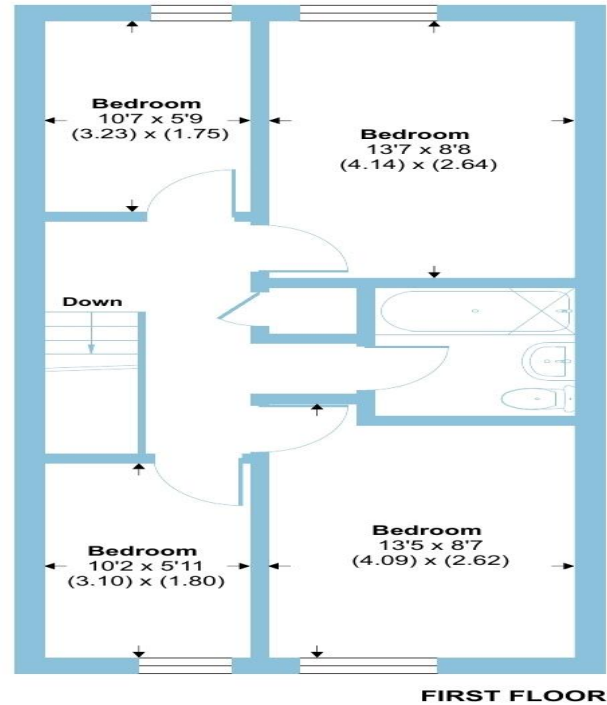 Bedroom
10'7 x 5'9
(3.23) x (1.75)
Bedroom
13'7 x 8'8
(4.14) x (2.64)
Down
Bedroom
10'2 x 5'11
(3.10) x (1.80)
Bedroom
13'5 x 8'7
(4.09) x (2.62)
FIRST FLOOR